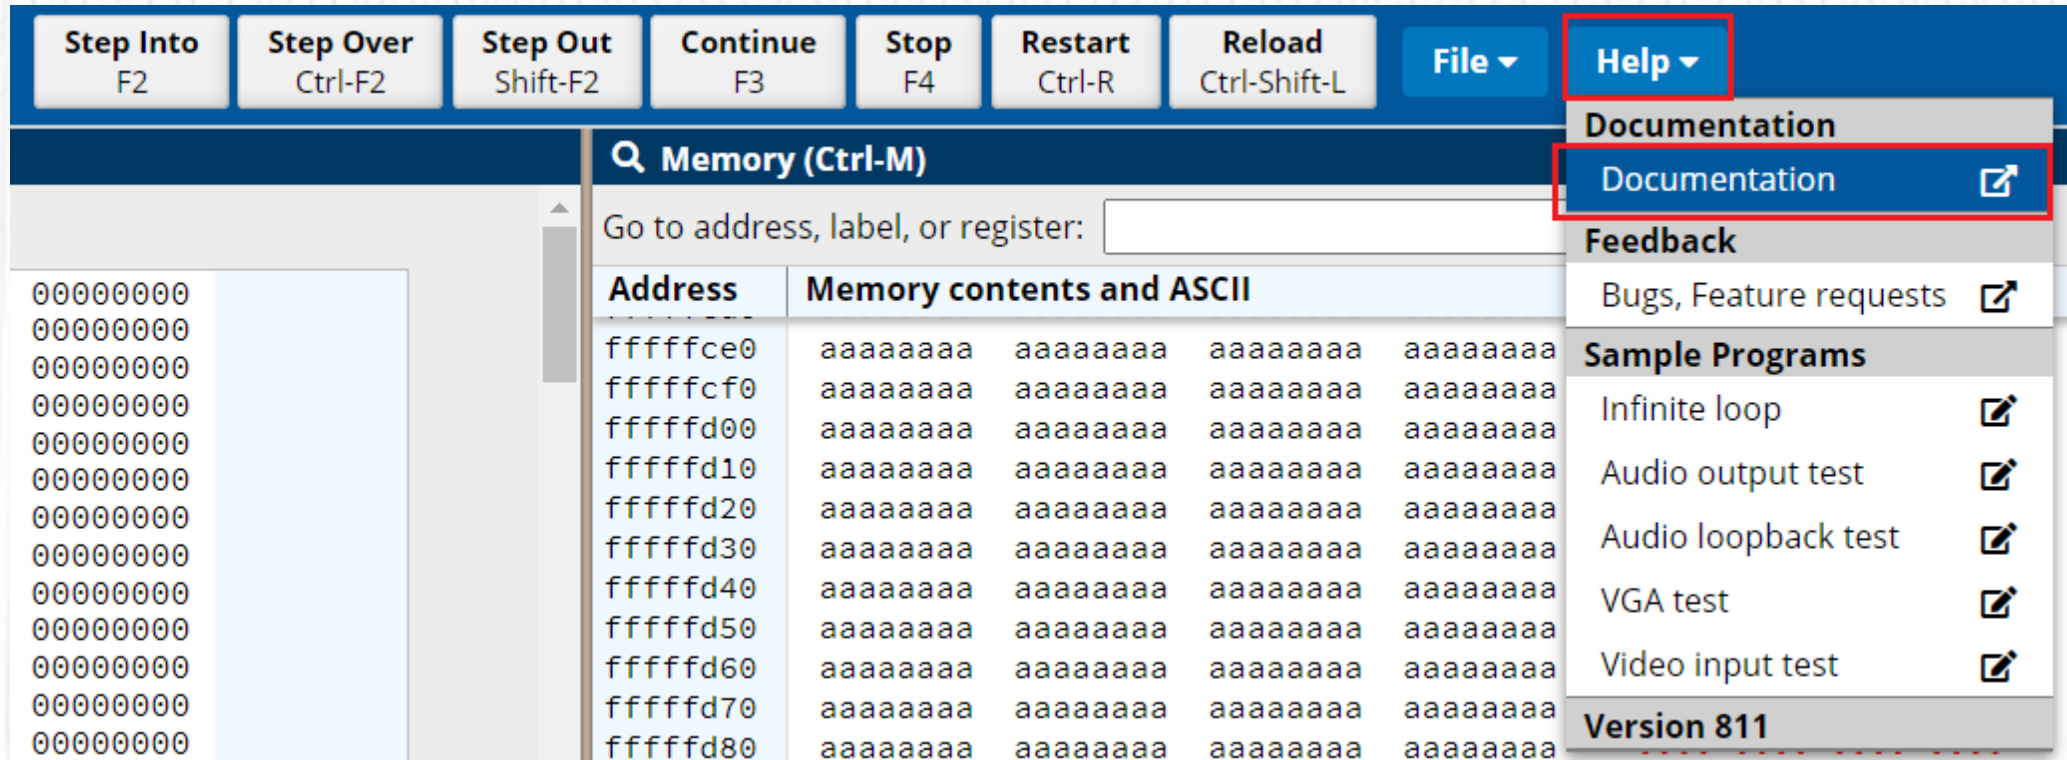 Step Into
F2
Step Over
Ctrl-F2
Step Out
Shift-F2
Continue
F3
Stop
F4
Restart
Ctrl-R
Reload
Ctrl-Shift-L
File
Help
Documentation
Documentation
Feedback
Bugs, Feature requests
Sample Programs
Infinite loop
Audio output test
Audio loopback test
VGA test
Video input test
Version 811
00000000
00000000
00000000
00000000
00000000
00000000
00000000
00000000
00000000
00000000
00000000
00000000
00000000
Memory (Ctrl-M)
Go to address, label, or register:
Address Memory contents and ASCII
fffffce0 aaaaaaaa aaaaaaaa aaaaaaaa aaaaaaaa
fffffcf0 aaaaaaaa aaaaaaaa aaaaaaaa aaaaaaaa
fffffd00 aaaaaaaa aaaaaaaa aaaaaaaa aaaaaaaa
fffffd10 aaaaaaaa aaaaaaaa aaaaaaaa aaaaaaaa
fffffd20 aaaaaaaa aaaaaaaa aaaaaaaa aaaaaaaa
fffffd30 aaaaaaaa aaaaaaaa aaaaaaaa aaaaaaaa
fffffd40 aaaaaaaa aaaaaaaa aaaaaaaa aaaaaaaa
fffffd50 aaaaaaaa aaaaaaaa aaaaaaaa aaaaaaaa
fffffd60 aaaaaaaa aaaaaaaa aaaaaaaa aaaaaaaa
fffffd70 aaaaaaaa aaaaaaaa aaaaaaaa aaaaaaaa
fffffd80 aaaaaaaa aaaaaaaa aaaaaaaa aaaaaaaa